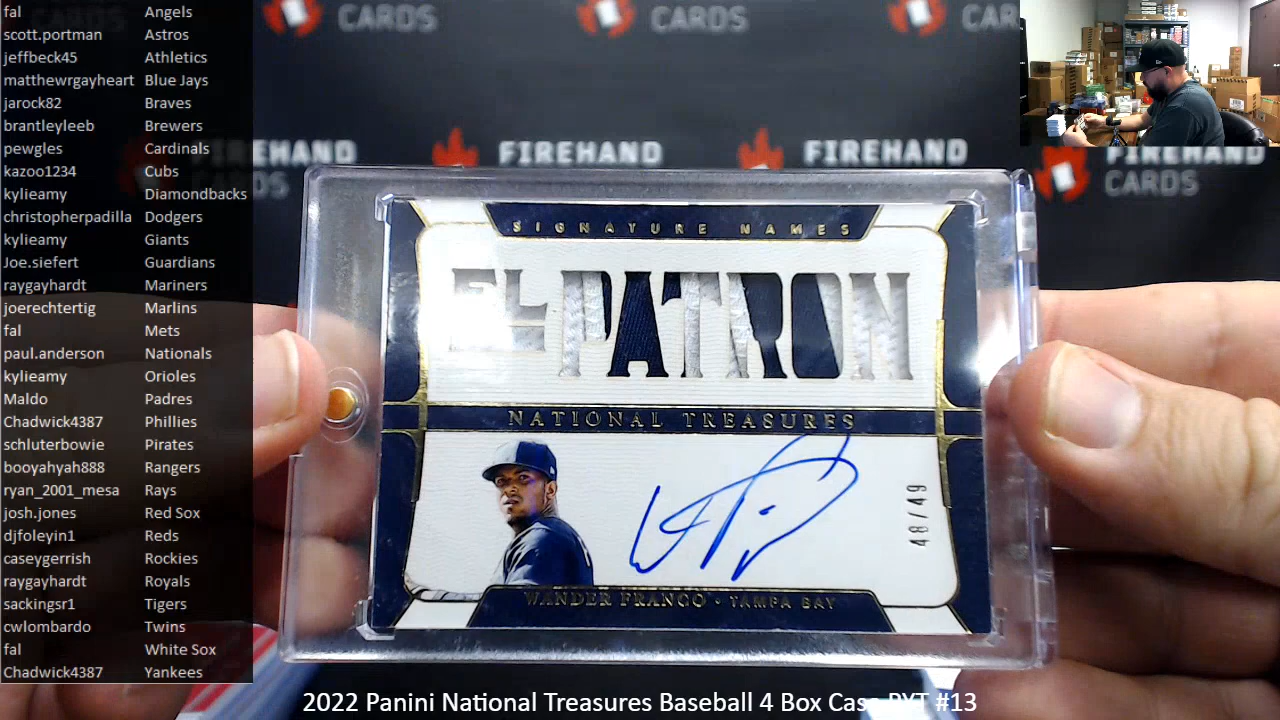 fal Angels
scott.portman Astros
jeffbeck45 Athletics
matthewrgayheart Blue Jays
jarock82 Braves
brantleyleeb Brewers
pewgles Cardinals
kazoo1234 Cubs
kylieamy Diamondbacks
christopherpadilla Dodgers
kylieamy Giants
Joe.siefert Guardians
raygayhardt Mariners
joerechtertig Marlins
fal Mets
paul.anderson Nationals
kylieamy Orioles
Maldo Padres
Chadwick4387 Phillies
schluterbowie Pirates
booyahyah888 Rangers
ryan_2001_mesa Rays
josh.jones Red Sox
djfoleyin1 Reds
caseygerrish Rockies
raygayhardt Royals
sackingsr1 Tigers
cwlombardo Twins
fal White Sox
Chadwick4387 Yankees
CARDS CARDS CAR
EHAND FIREHAND FIREHAND FIREHAND
CARDS CARDS
SIGNATURE NAMES
EL PATRON
NATIONAL TREASURES
48/49
WANDER FRANCO • TAMPA BAY
2022 Panini National Treasures Baseball 4 Box Case PYT #13